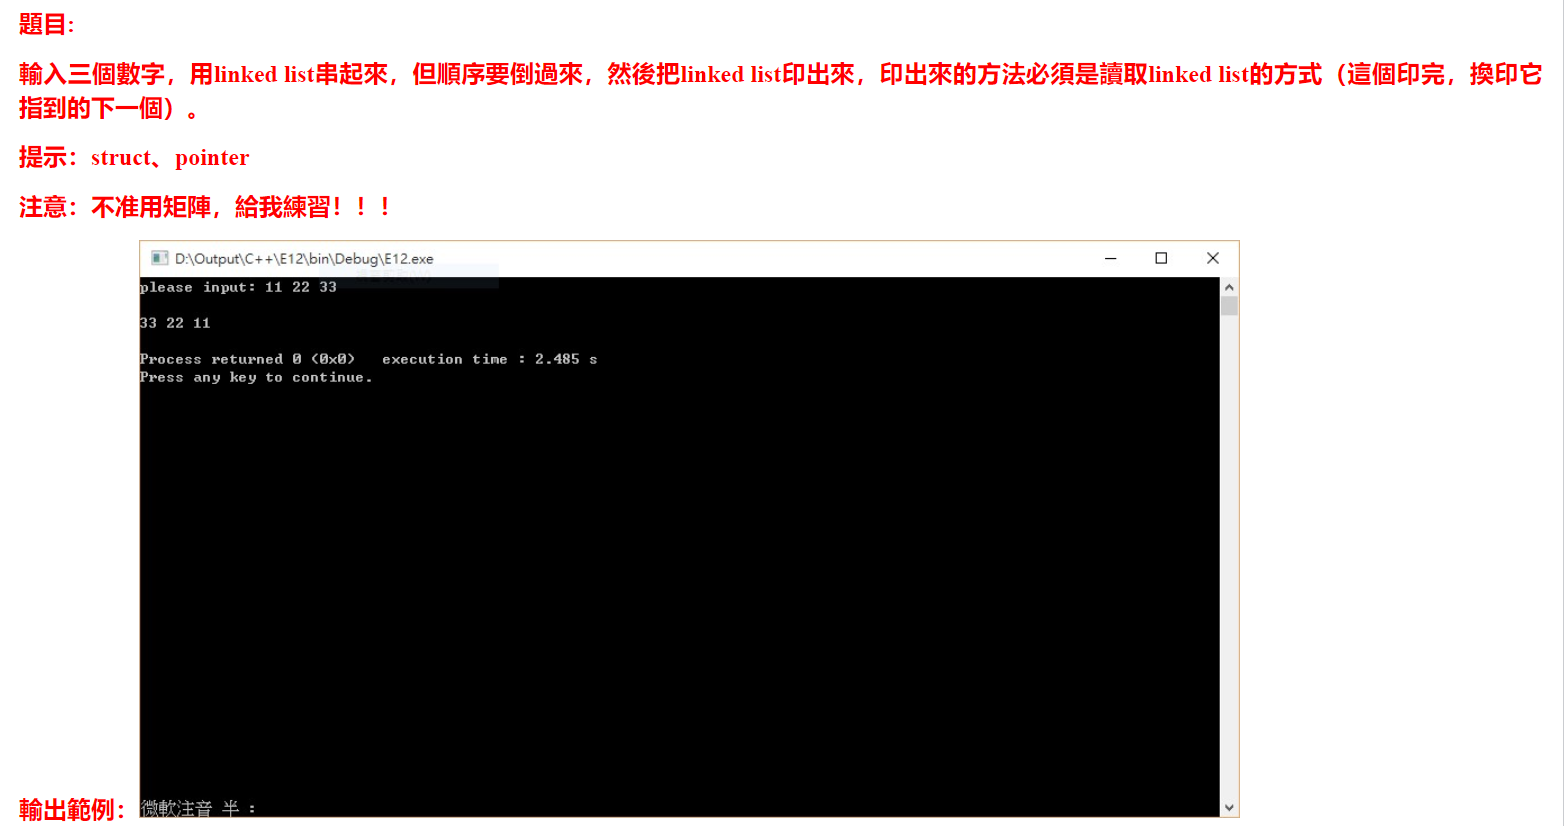 題目:
輸入三個數字，用linked list串起來，但順序要倒過來，然後把linked list印出來，印出來的方法必須是讀取linked list的方式（這個印完，換印它
指到的下一個）。
提示：struct、pointer
注意：不准用矩陣，給我練習！！！
D:\Output\C++\E12\bin\Debug\E12.exe
please input: 11 22 33
33 22 11
Process returned 0 (0x0)   execution time : 2.485 s
Press any key to continue.
輸出範例：
微軟注音 半 :